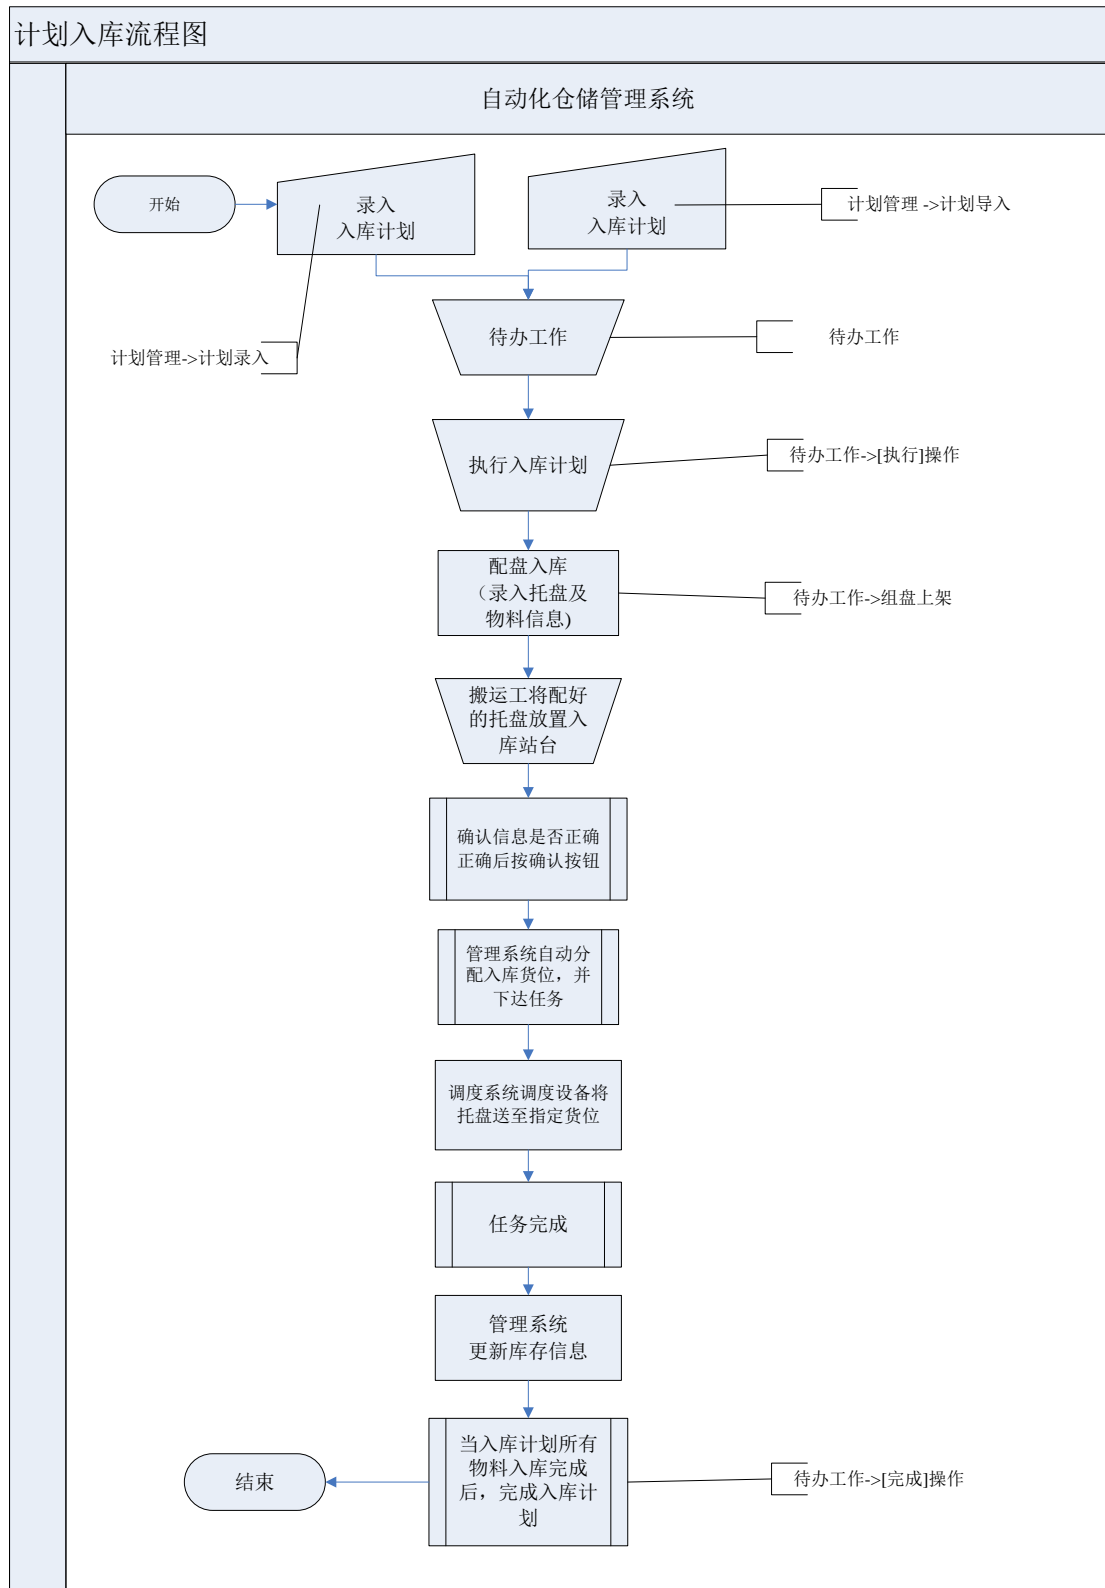 计划入库流程图
自动化仓储管理系统
开始
录入
入库计划
录入
入库计划
计划管理 ->计划导入
计划管理->计划录入
待办工作
待办工作
执行入库计划
待办工作->[执行]操作
配盘入库
（录入托盘及
物料信息)
待办工作->组盘上架
搬运工将配好
的托盘放置入
库站台
确认信息是否正确
正确后按确认按钮
管理系统自动分
配入库货位，并
下达任务
调度系统调度设备将
托盘送至指定货位
任务完成
管理系统
更新库存信息
当入库计划所有
物料入库完成
后，完成入库计
划
待办工作->[完成]操作
结束